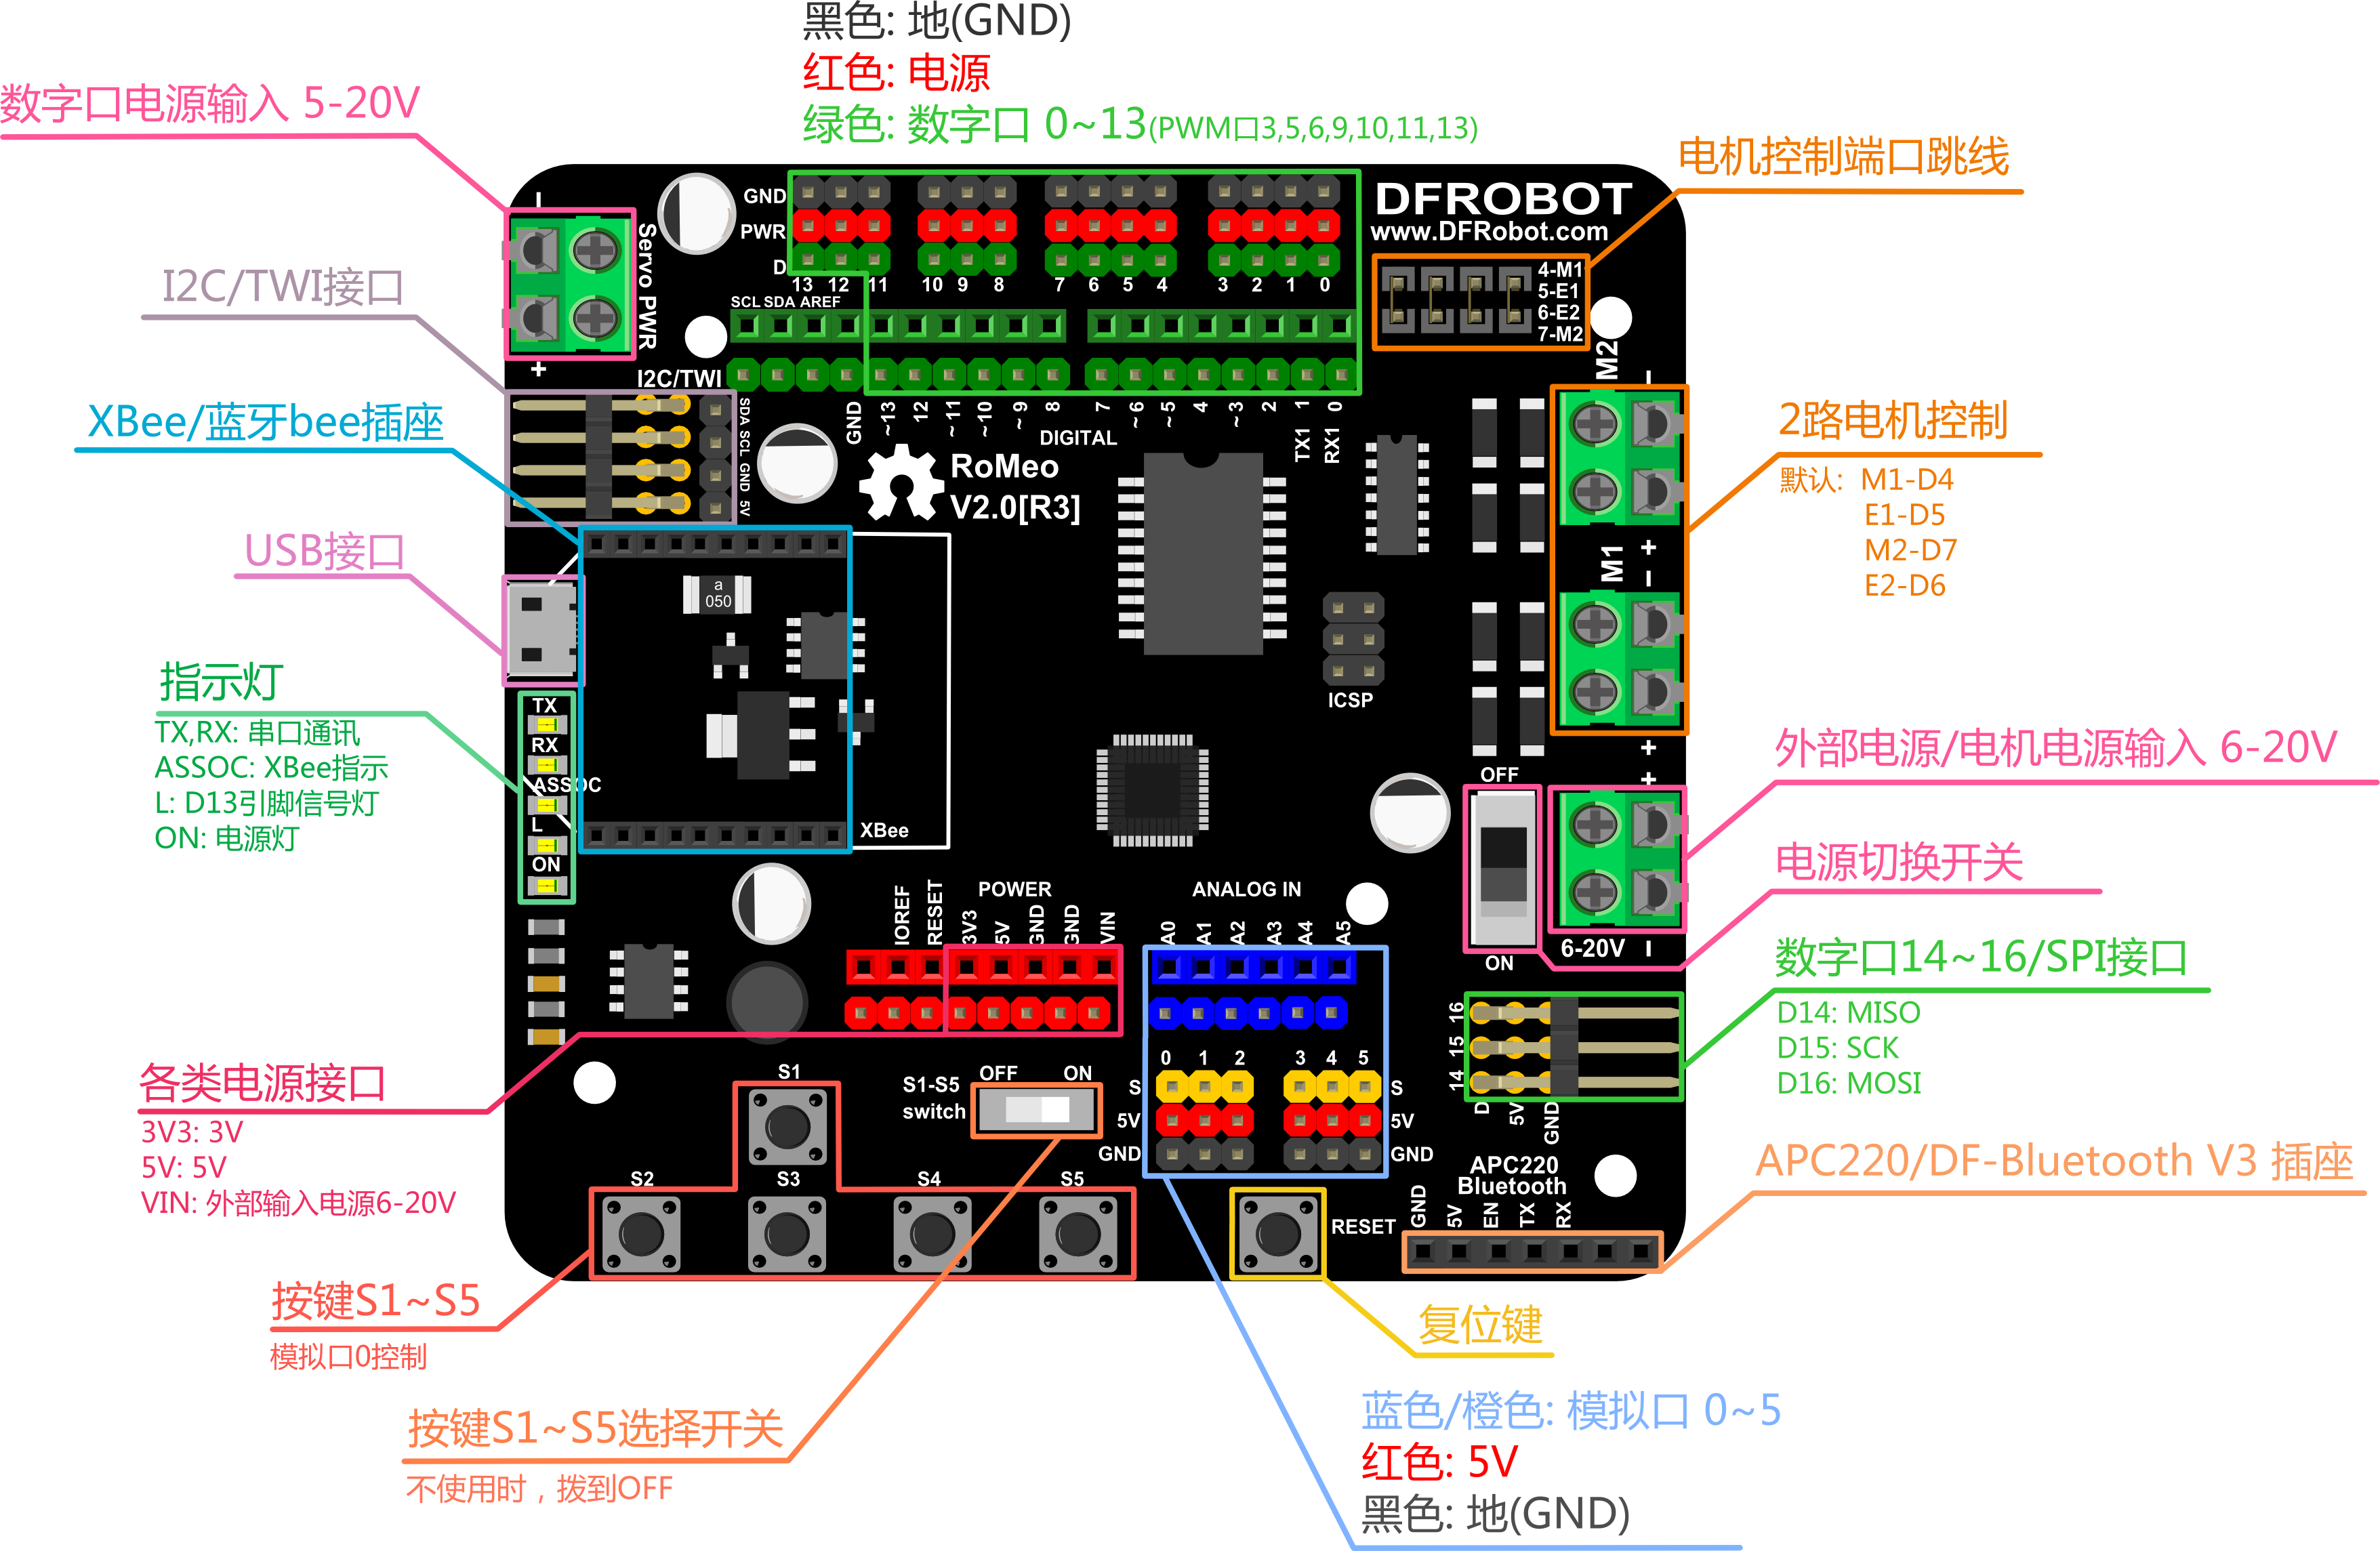 黑色: 地(GND)
红色: 电源
绿色: 数字口 0~13(PWM口3,5,6,9,10,11,13)
数字口电源输入 5-20V
I2C/TWI接口
XBee/蓝牙bee插座
USB接口
指示灯
TX,RX: 串口通讯
ASSOC: XBee指示
L: D13引脚信号灯
ON: 电源灯
各类电源接口
3V3: 3V
5V: 5V
VIN: 外部输入电源6-20V
按键S1~S5
模拟口0控制
按键S1~S5选择开关
不使用时，拨到OFF
电机控制端口跳线
2路电机控制
默认: M1-D4
E1-D5
M2-D7
E2-D6
外部电源/电机电源输入 6-20V
电源切换开关
数字口14~16/SPI接口
D14: MISO
D15: SCK
D16: MOSI
APC220/DF-Bluetooth V3 插座
复位键
蓝色/橙色: 模拟口 0~5
红色: 5V
黑色: 地(GND)
−
Servo PWR
+
GND
PWR
D
13 12 11 10 9 8 7 6 5 4 3 2 1 0
SCL SDA AREF
DFROBOT
www.DFRobot.com
4-M1
5-E1
6-E2
7-M2
I2C/TWI
SDA SCL GND 5V
GND ~13 12 ~11 ~10 ~9 8 7 ~6 ~5 4 ~3 2 1 0
DIGITAL
TX1 RX1
RoMeo
V2.0[R3]
M2
−
+
M1
−
+
a
050
ICSP
TX
RX
ASSOC
L
ON
XBee
OFF
ON
+
6-20V
−
POWER
IOREF RESET 3V3 5V GND GND VIN
ANALOG IN
A0 A1 A2 A3 A4 A5
0 1 2 3 4 5
S S
5V 5V
GND GND
S1-S5
switch
OFF ON
S1
S2 S3 S4 S5
RESET
16
15
14
D 5V GND
APC220
Bluetooth
GND 5V EN TX RX